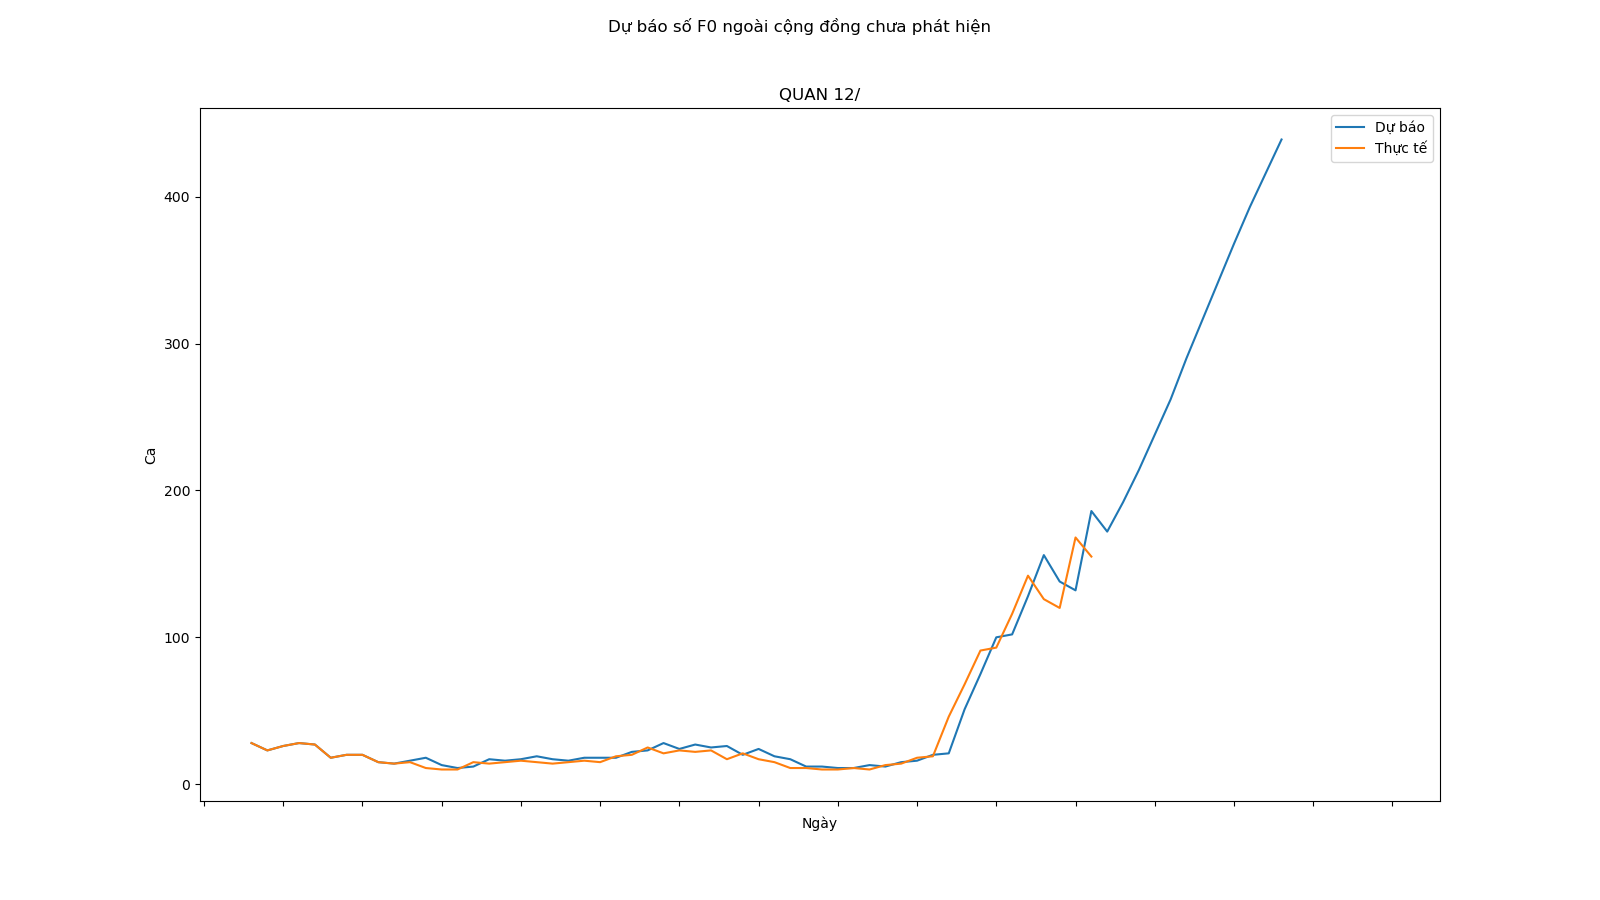 Dự báo số F0 ngoài cộng đồng chưa phát hiện
QUAN 12/
Dự báo
Thực tế
400
300
200
100
0
Ca
Ngày